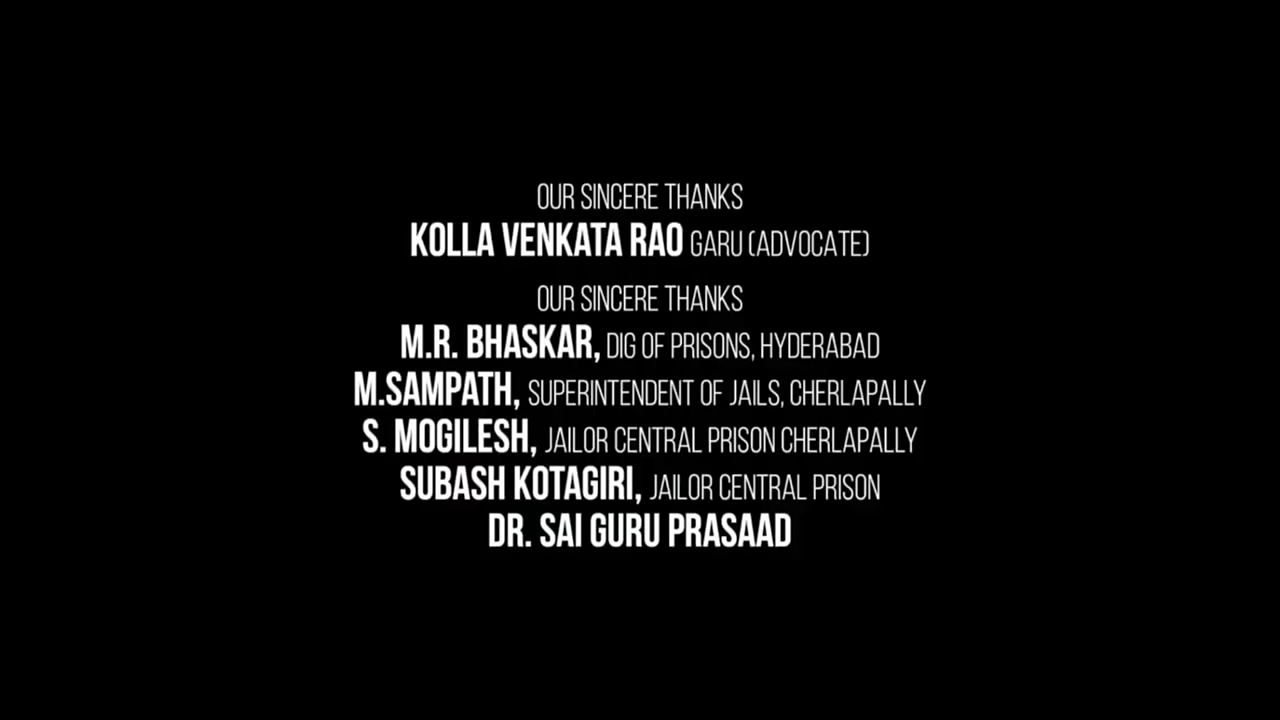 OUR SINCERE THANKS
KOLLA VENKATA RAO GARU (ADVOCATE)
OUR SINCERE THANKS
M.R. BHASKAR, DIG OF PRISONS, HYDERABAD
M.SAMPATH, SUPERINTENDENT OF JAILS, CHERLAPALLY
S. MOGILESH, JAILOR CENTRAL PRISON CHERLAPALLY
SUBASH KOTAGIRI, JAILOR CENTRAL PRISON
DR. SAI GURU PRASAAD